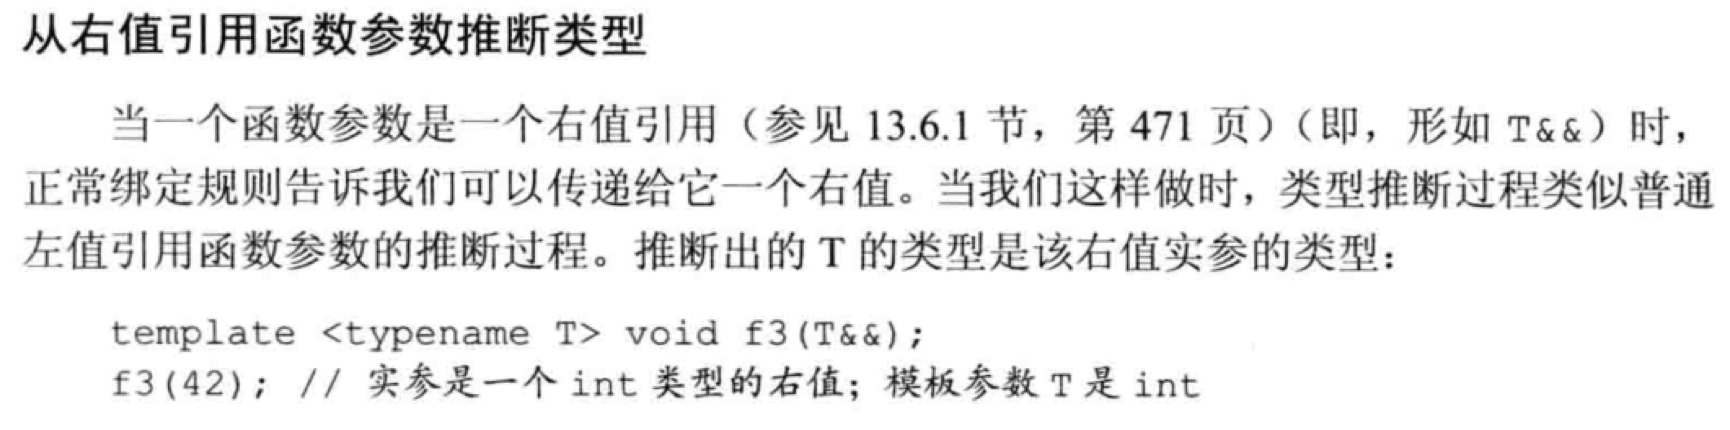 从右值引用函数参数推断类型
当一个函数参数是一个右值引用（参见 13.6.1 节，第 471 页）（即，形如 T&&）时，
正常绑定规则告诉我们可以传递给它一个右值。当我们这样做时，类型推断过程类似普通
左值引用函数参数的推断过程。推断出的 T 的类型是该右值实参的类型：
template <typename T> void f3(T&&);
f3(42); // 实参是一个 int 类型的右值；模板参数 T 是 int